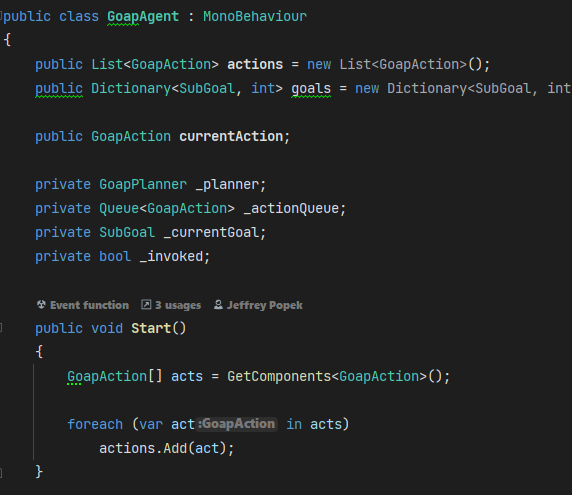 public class GoapAgent : MonoBehaviour
{
public List<GoapAction> actions = new List<GoapAction>();
public Dictionary<SubGoal, int> goals = new Dictionary<SubGoal, int
public GoapAction currentAction;
private GoapPlanner _planner;
private Queue<GoapAction> _actionQueue;
private SubGoal _currentGoal;
private bool _invoked;
Event function 3 usages Jeffrey Popek
public void Start()
{
GoapAction[] acts = GetComponents<GoapAction>();
foreach (var act :GoapAction in acts)
actions.Add(act);
}